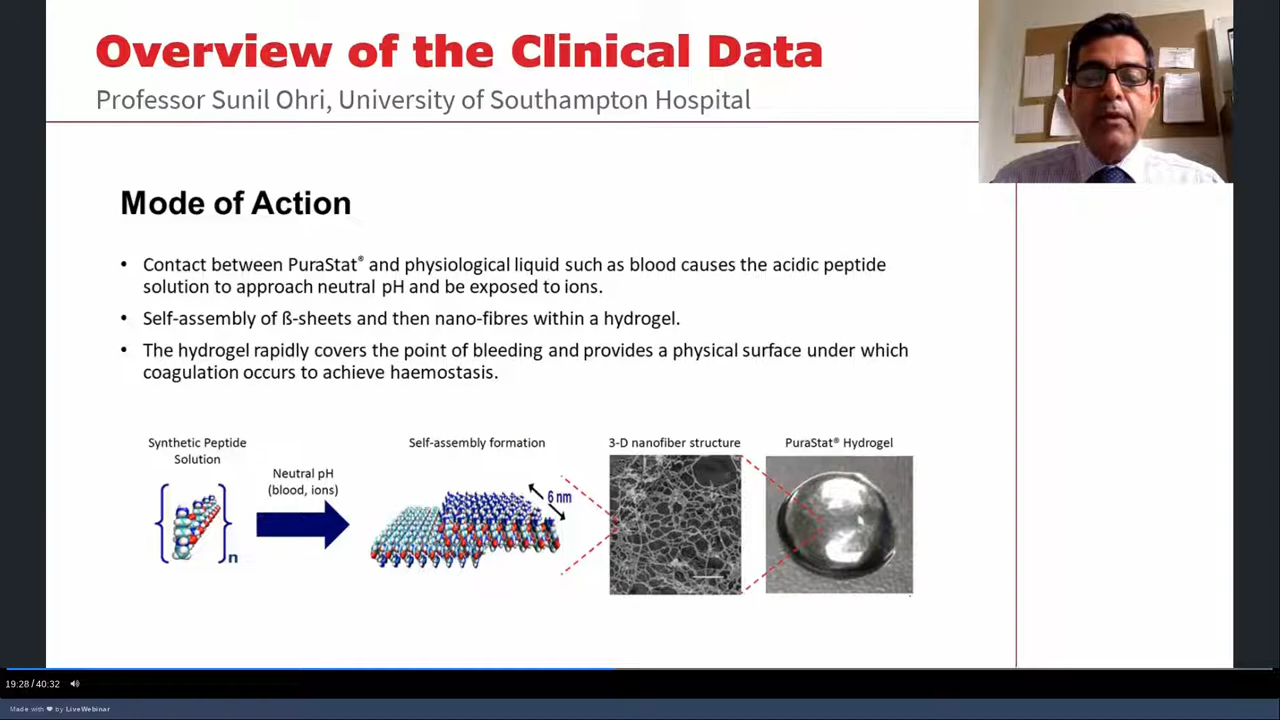 Overview of the Clinical Data
Professor Sunil Ohri, University of Southampton Hospital
Mode of Action
• Contact between PuraStat® and physiological liquid such as blood causes the acidic peptide
solution to approach neutral pH and be exposed to ions.
• Self-assembly of ß-sheets and then nano-fibres within a hydrogel.
• The hydrogel rapidly covers the point of bleeding and provides a physical surface under which
coagulation occurs to achieve haemostasis.
Synthetic Peptide
Solution
n
Neutral pH
(blood, ions)
Self-assembly formation
6 nm
3-D nanofiber structure
PuraStat® Hydrogel
19:28 / 40:32
Made with ❤ by LiveWebinar